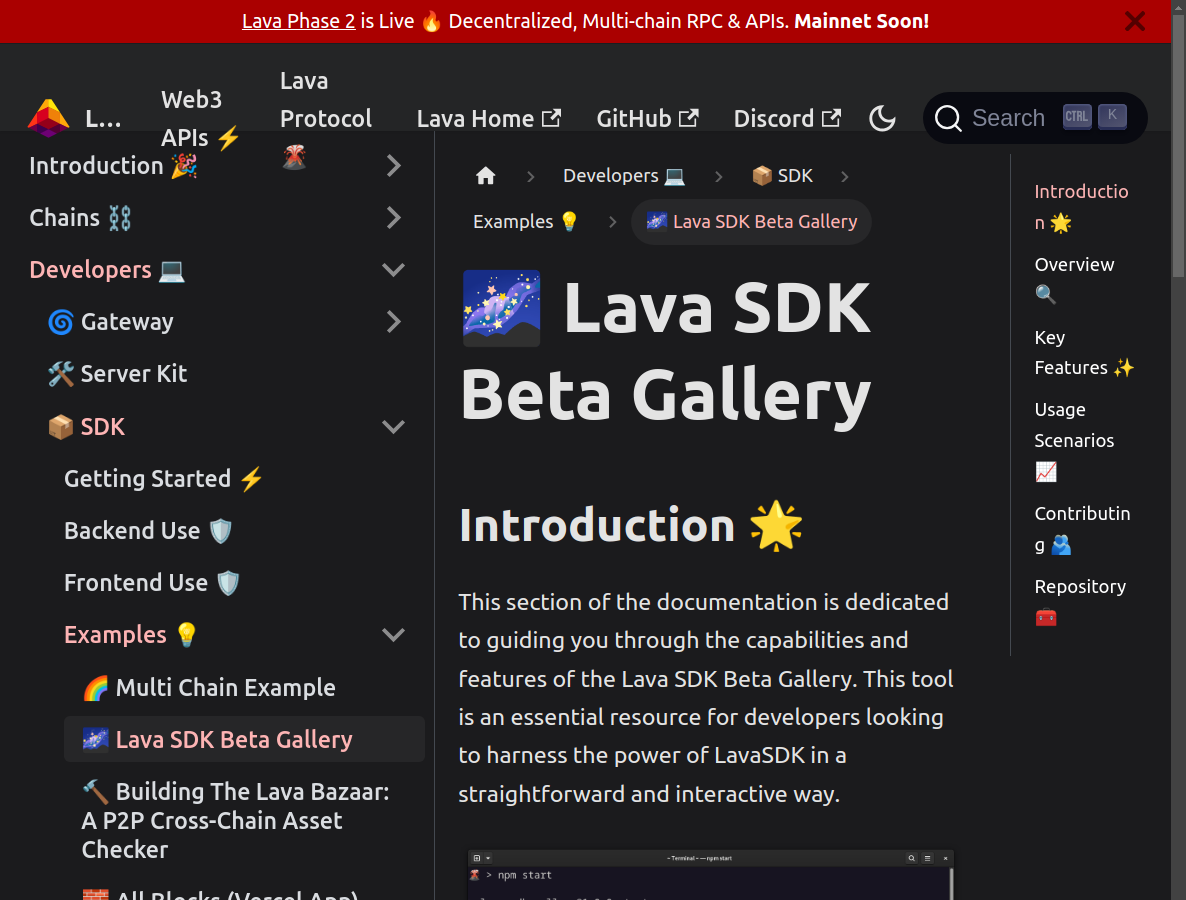 Lava Phase 2 is Live 🔥 Decentralized, Multi-chain RPC & APIs. Mainnet Soon!
L...
Web3
APIs ⚡
Lava
Protocol
🌋
Lava Home
GitHub
Discord
Search
CTRL
K
Introduction 🎉
Chains ⛓️
Developers 💻
🌀 Gateway
🛠️ Server Kit
📦 SDK
Getting Started ⚡
Backend Use 🛡️
Frontend Use 🛡️
Examples 💡
🌈 Multi Chain Example
🌌 Lava SDK Beta Gallery
🔨 Building The Lava Bazaar:
A P2P Cross-Chain Asset
Checker
🧱 All Blocks (Vercel App)
Developers 💻
📦 SDK
Examples 💡
🌌 Lava SDK Beta Gallery
🌌 Lava SDK
Beta Gallery
Introduction 🌟
This section of the documentation is dedicated
to guiding you through the capabilities and
features of the Lava SDK Beta Gallery. This tool
is an essential resource for developers looking
to harness the power of LavaSDK in a
straightforward and interactive way.
~ Terminal ~ — npm start
🌋 > npm start
Introductio
n 🌟
Overview
🔍
Key
Features ✨
Usage
Scenarios
📈
Contributin
g 🫂
Repository
🧰